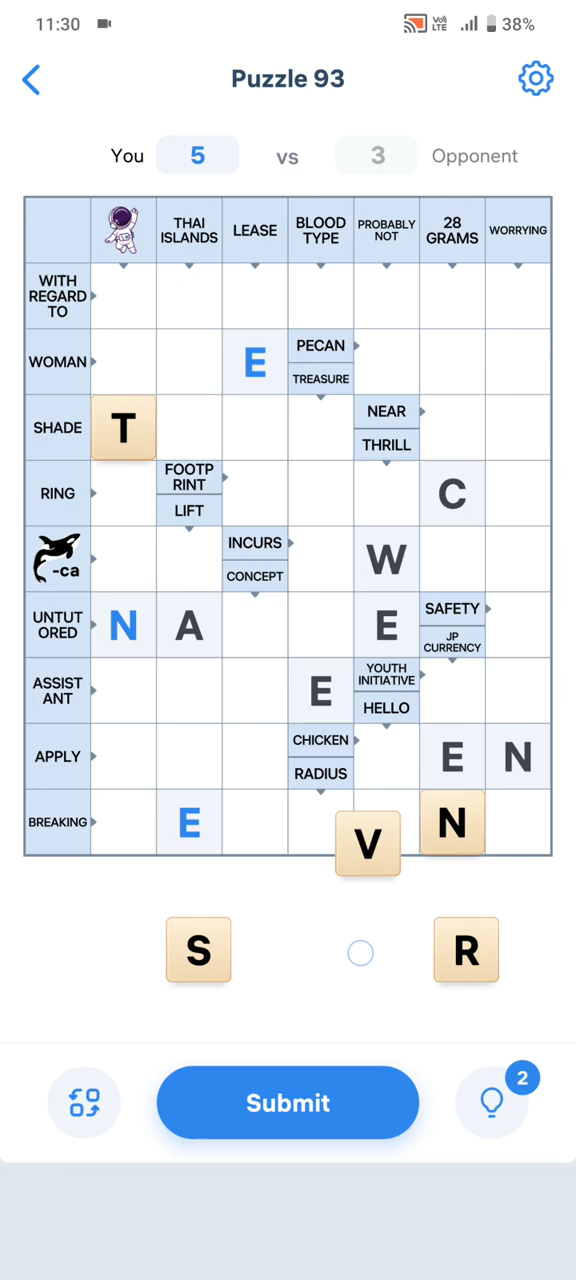 11:30
Vo)
LTE
38%
Puzzle 93
You 5 vs 3 Opponent
THAI
ISLANDS
LEASE
BLOOD
TYPE
PROBABLY
NOT
28
GRAMS
WORRYING
WITH
REGARD
TO
WOMAN
E
PECAN
TREASURE
SHADE
T
NEAR
THRILL
RING
FOOTP
RINT
LIFT
C
-ca
INCURS
CONCEPT
W
UNTUT
ORED
N
A
E
SAFETY
JP
CURRENCY
ASSIST
ANT
E
YOUTH
INITIATIVE
HELLO
APPLY
CHICKEN
RADIUS
E
N
BREAKING
E
V
N
S
R
2
Submit